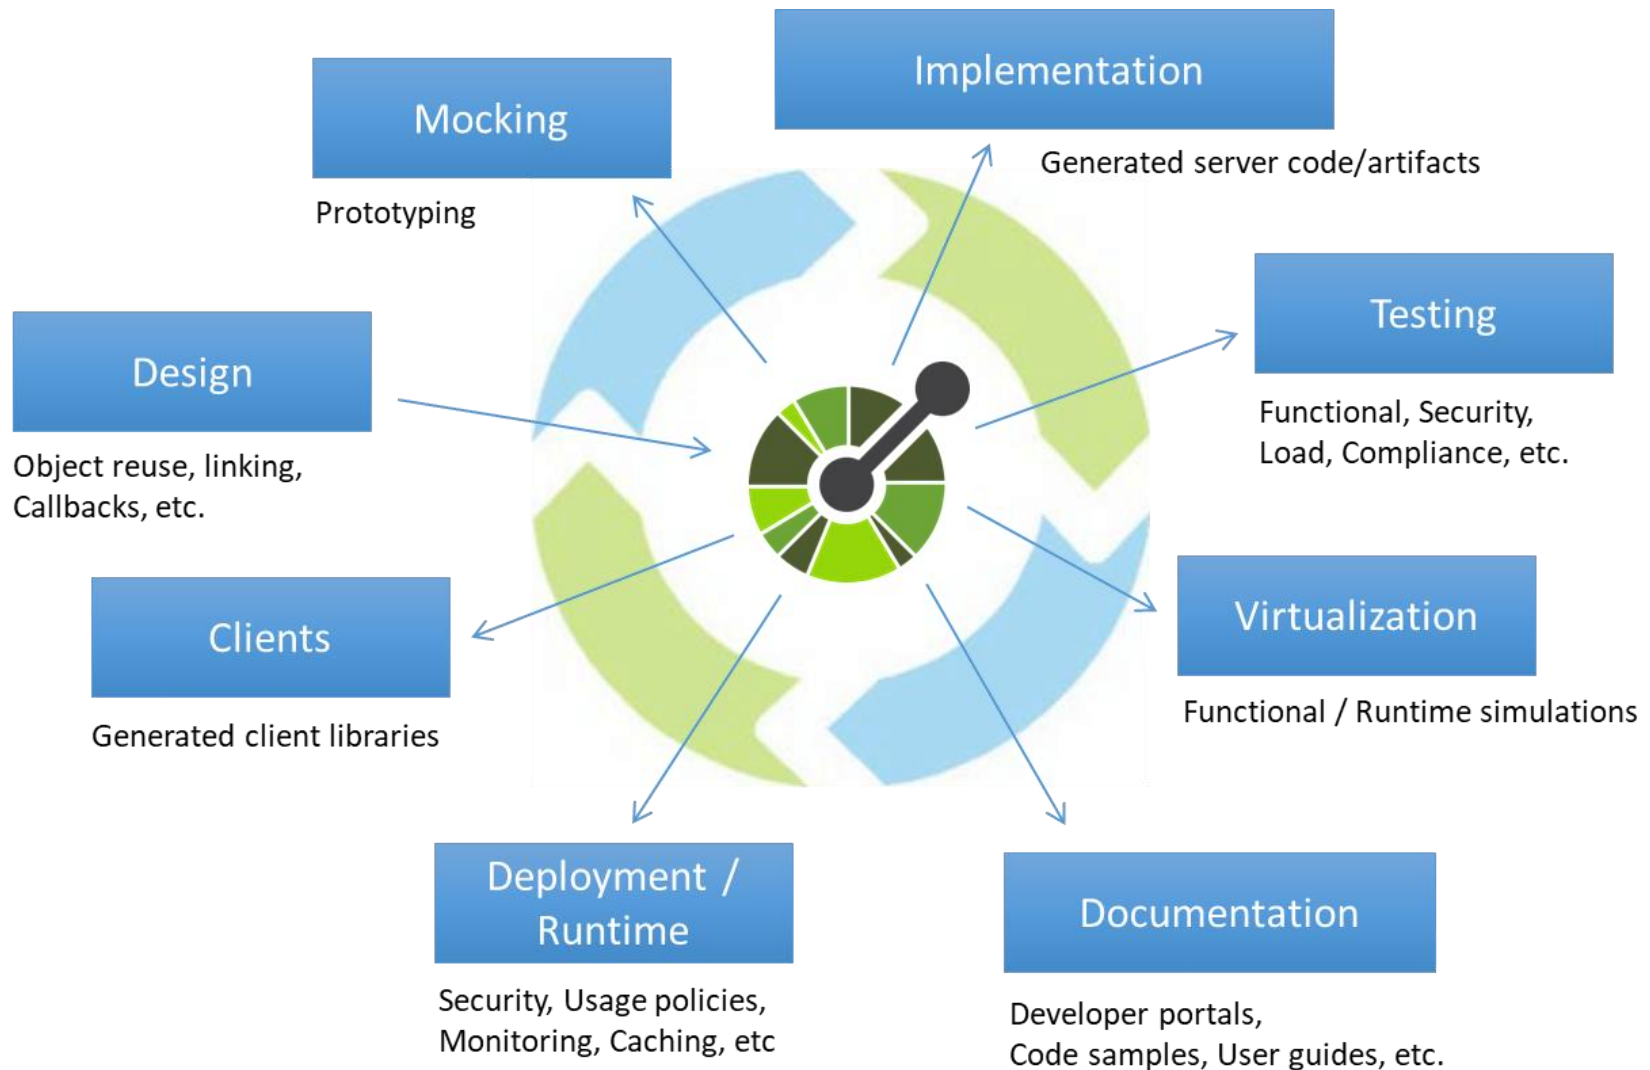 Implementation
Generated server code/artifacts
Mocking
Prototyping
Testing
Functional, Security,
Load, Compliance, etc.
Design
Object reuse, linking,
Callbacks, etc.
Virtualization
Functional / Runtime simulations
Clients
Generated client libraries
Deployment /
Runtime
Security, Usage policies,
Monitoring, Caching, etc
Documentation
Developer portals,
Code samples, User guides, etc.